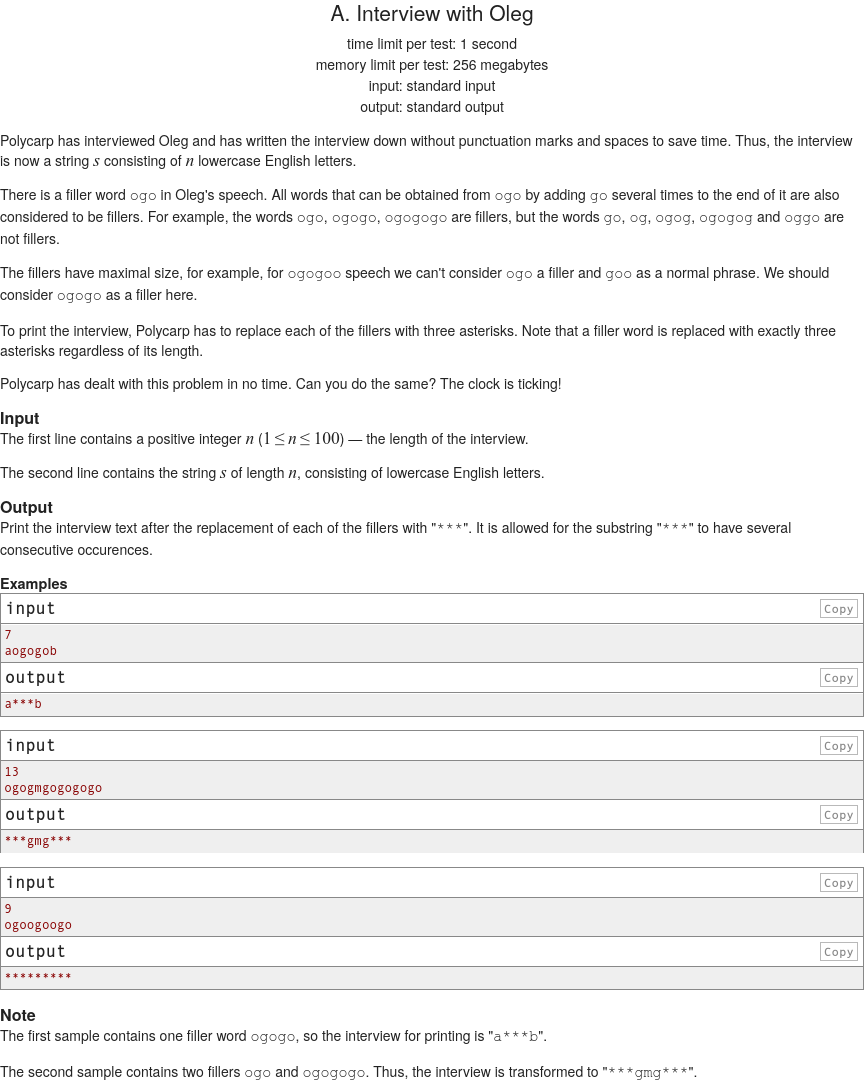 A. Interview with Oleg
time limit per test: 1 second
memory limit per test: 256 megabytes
input: standard input
output: standard output
Polycarp has interviewed Oleg and has written the interview down without punctuation marks and spaces to save time. Thus, the interview
is now a string s consisting of n lowercase English letters.
There is a filler word ogo in Oleg's speech. All words that can be obtained from ogo by adding go several times to the end of it are also
considered to be fillers. For example, the words ogo, ogogo, ogogogo are fillers, but the words go, og, ogog, ogogog and oggo are
not fillers.
The fillers have maximal size, for example, for ogogoo speech we can't consider ogo a filler and goo as a normal phrase. We should
consider ogogo as a filler here.
To print the interview, Polycarp has to replace each of the fillers with three asterisks. Note that a filler word is replaced with exactly three
asterisks regardless of its length.
Polycarp has dealt with this problem in no time. Can you do the same? The clock is ticking!
Input
The first line contains a positive integer n (1 ≤ n ≤ 100) — the length of the interview.
The second line contains the string s of length n, consisting of lowercase English letters.
Output
Print the interview text after the replacement of each of the fillers with "***". It is allowed for the substring "***" to have several
consecutive occurences.
Examples
input Copy
7
aogogob
output Copy
a***b
input Copy
13
ogogmgogogogo
output Copy
***gmg***
input Copy
9
ogoogoogo
output Copy
*********
Note
The first sample contains one filler word ogogo, so the interview for printing is "a***b".
The second sample contains two fillers ogo and ogogogo. Thus, the interview is transformed to "***gmg***".